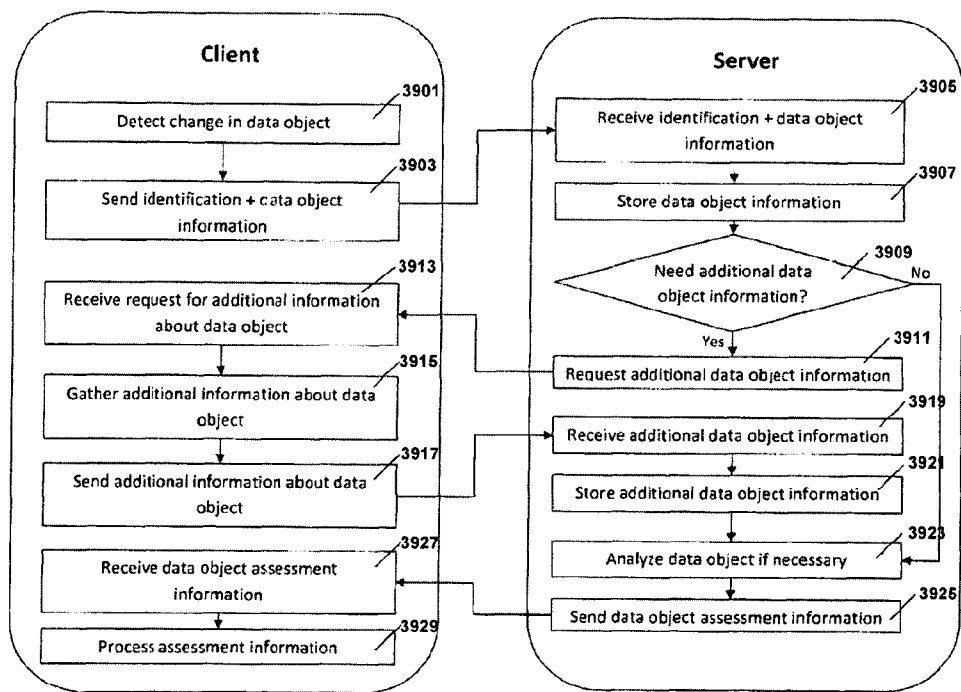 Client
3901
Detect change in data object
3903
Send identification + data object
information
3913
Receive request for additional information
about data object
3915
Gather additional information about data
object
3917
Send additional information about data
object
3927
Receive data object assessment
information
3929
Process assessment information
Server
3905
Receive identification + data object
information
3907
Store data object information
3909
Need additional data
object information?
No
Yes
3911
Request additional data object information
3919
Receive additional data object information
3921
Store additional data object information
3923
Analyze data object if necessary
3925
Send data object assessment information